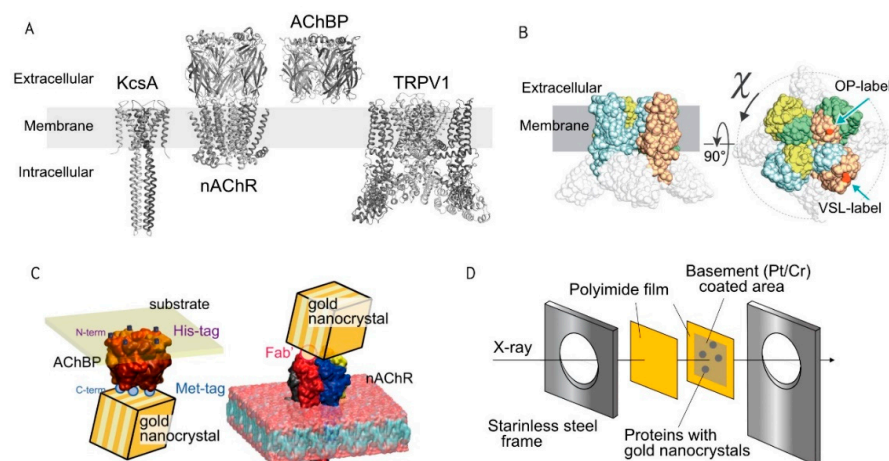 A
AChBP
Extracellular
KcsA
TRPV1
Membrane
Intracellular
nAChR
B
Extracellular
χ
OP-label
Membrane
90°
VSL-label
C
substrate
N-term
His-tag
AChBP
C-term
Met-tag
gold
nanocrystal
gold
nanocrystal
Fab'
nAChR
D
Basement (Pt/Cr)
coated area
Polyimide film
X-ray
Starinless steel
frame
Proteins with
gold nanocrystals